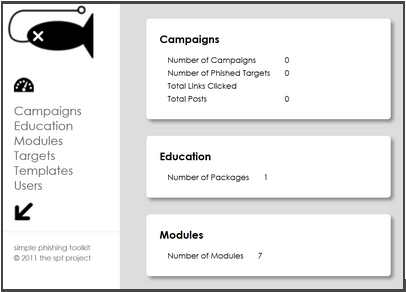 Campaigns
Education
Modules
Targets
Templates
Users
simple phishing toolkit
© 2011 the spt project
Campaigns
Number of Campaigns 0
Number of Phished Targets 0
Total Links Clicked
Total Posts 0
Education
Number of Packages 1
Modules
Number of Modules 7